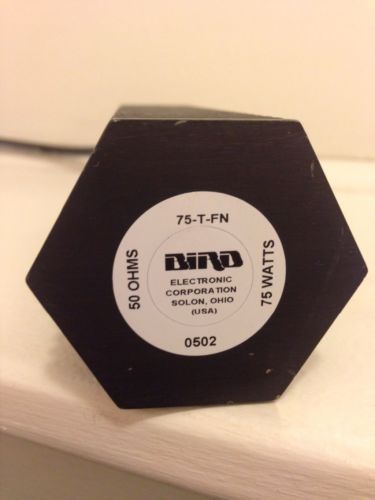 75-T-FN
50 OHMS
BIRD
ELECTRONIC
CORPORATION
SOLON, OHIO
(USA)
75 WATTS
0502